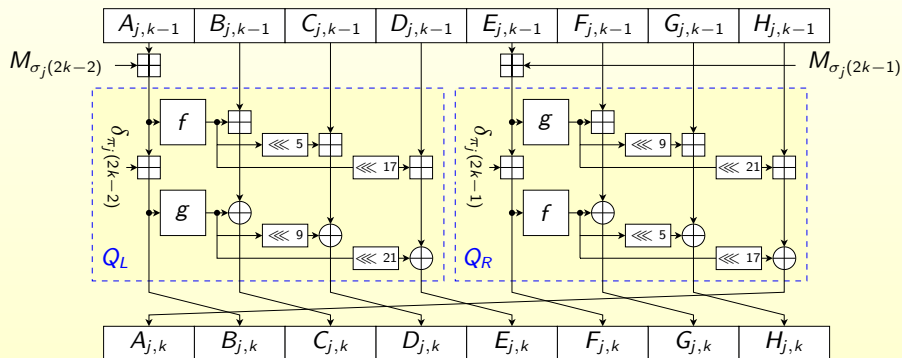 A_{j,k−1} B_{j,k−1} C_{j,k−1} D_{j,k−1} E_{j,k−1} F_{j,k−1} G_{j,k−1} H_{j,k−1}
M_{σ_j(2k−2)} M_{σ_j(2k−1)}
f g
δ_{π_j(2k−2)} δ_{π_j(2k−1)}
⋘ 5 ⋘ 9
⋘ 17 ⋘ 21
g f
⋘ 9 ⋘ 5
Q_L ⋘ 21 Q_R ⋘ 17
A_{j,k} B_{j,k} C_{j,k} D_{j,k} E_{j,k} F_{j,k} G_{j,k} H_{j,k}